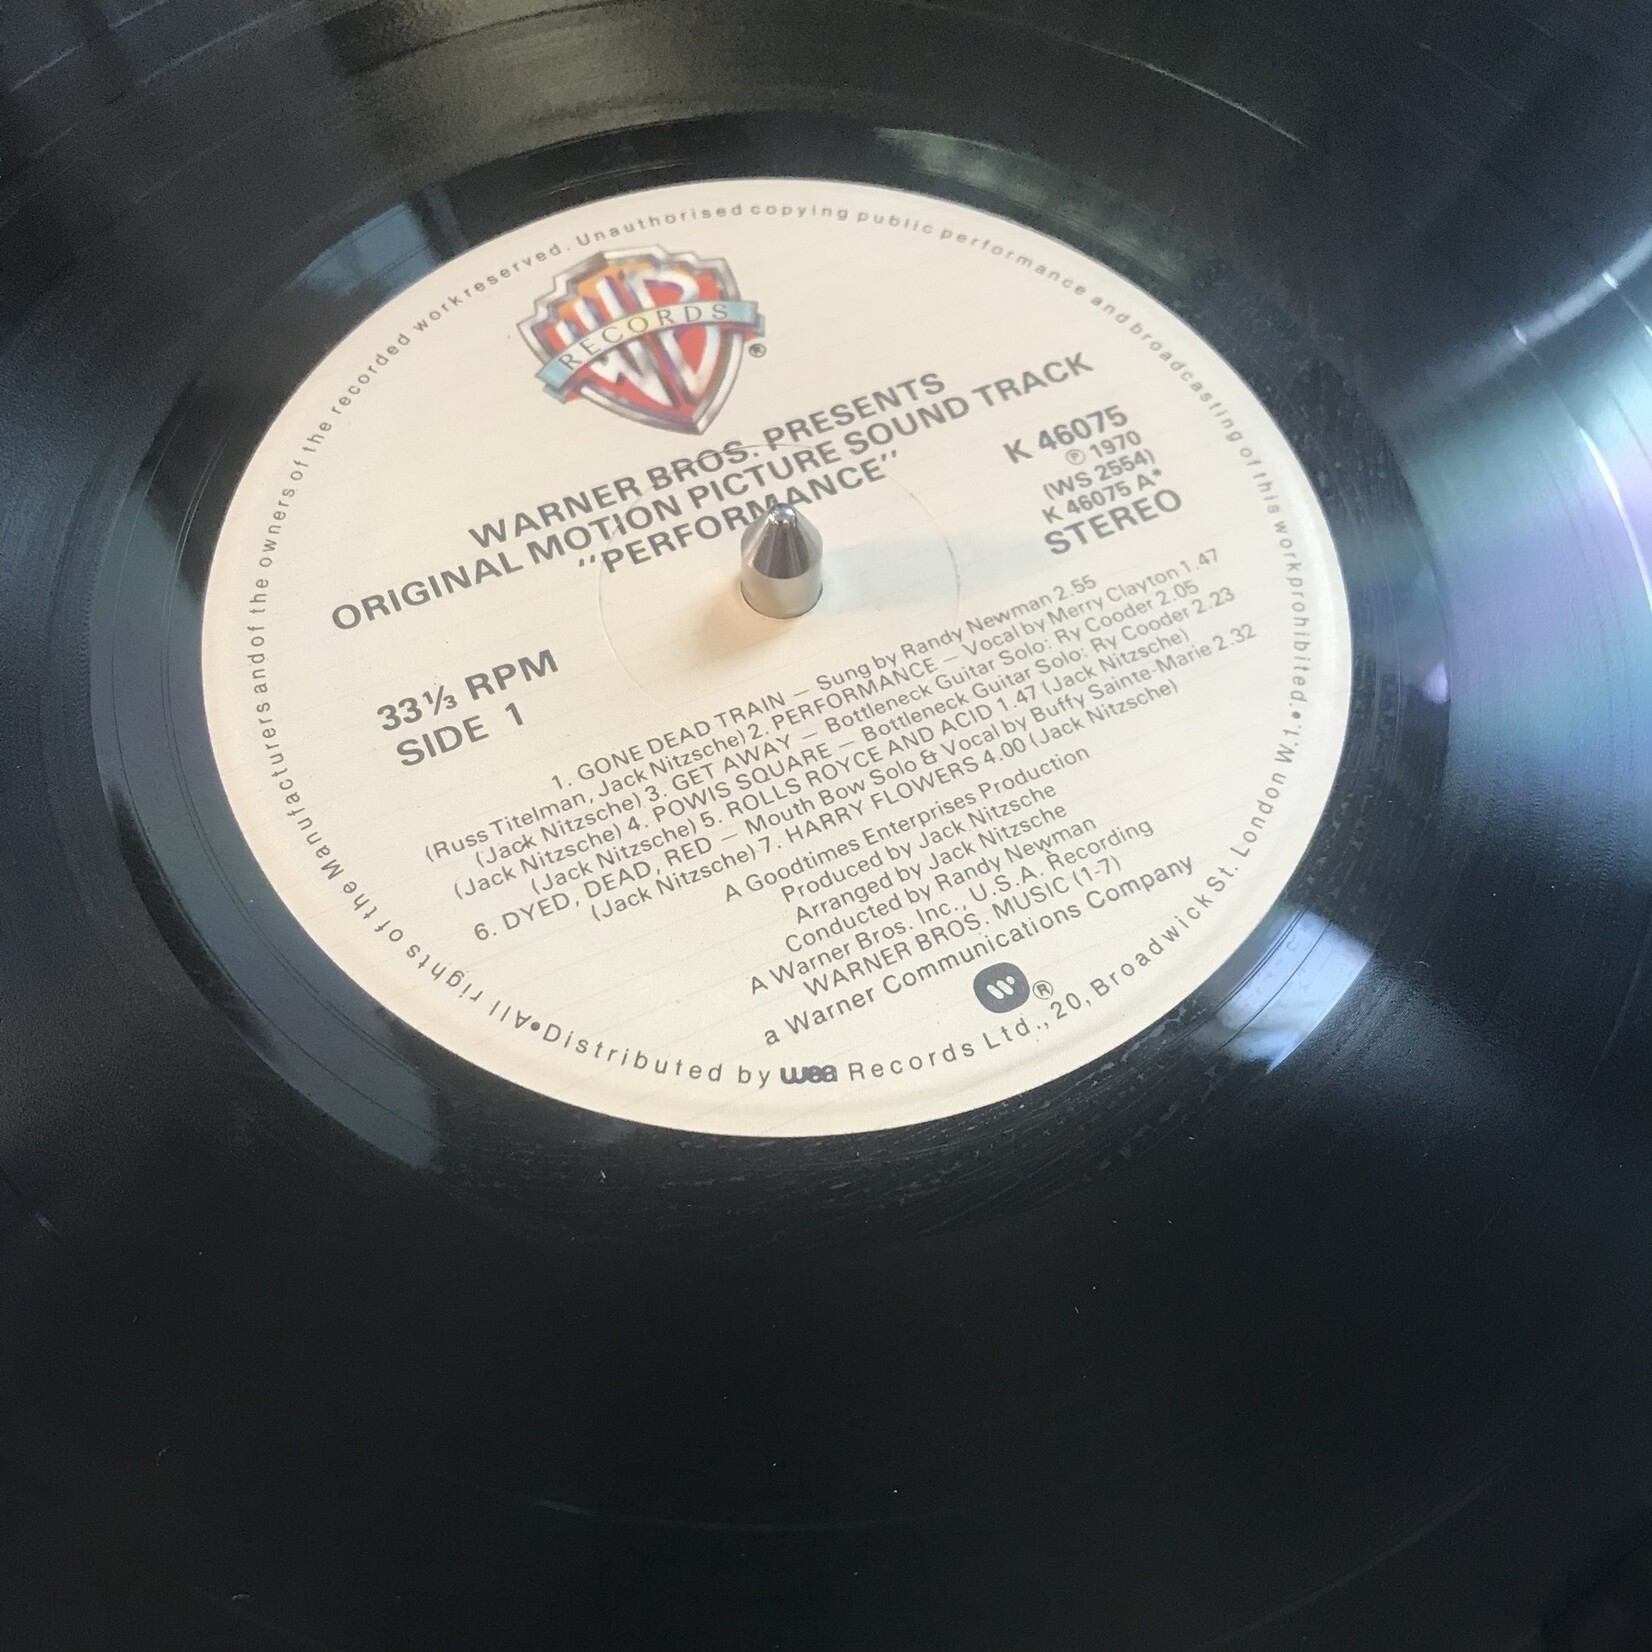 All rights of the Manufacturers and of the owners of the recorded work reserved. Unauthorised copying public performance and broadcasting of this work prohibited.
WB
RECORDS
®
WARNER BROS. PRESENTS
ORIGINAL MOTION PICTURE SOUND TRACK
"PERFORMANCE"
K 46075
℗ 1970
(WS 2554)
K 46075 A*
STEREO
33⅓ RPM
SIDE 1
1. GONE DEAD TRAIN – Sung by Randy Newman 2.55
(Russ Titelman, Jack Nitzsche) 2. PERFORMANCE – Vocal by Merry Clayton 1.47
(Jack Nitzsche) 3. GET AWAY – Bottleneck Guitar Solo: Ry Cooder 2.05
(Jack Nitzsche) 4. POWIS SQUARE – Bottleneck Guitar Solo: Ry Cooder 2.23
(Jack Nitzsche) 5. ROLLS ROYCE AND ACID 1.47 (Jack Nitzsche)
6. DYED, DEAD, RED – Mouth Bow Solo & Vocal by Buffy Sainte-Marie 2.32
(Jack Nitzsche) 7. HARRY FLOWERS 4.00 (Jack Nitzsche)
A Goodtimes Enterprises Production
Produced by Jack Nitzsche
Arranged by Jack Nitzsche
Conducted by Randy Newman
A Warner Bros. Inc., U.S.A. Recording
WARNER BROS. MUSIC (1-7)
a Warner Communications Company
W ®
•Distributed by wea Records Ltd., 20, Broadwick St. London W.1.•